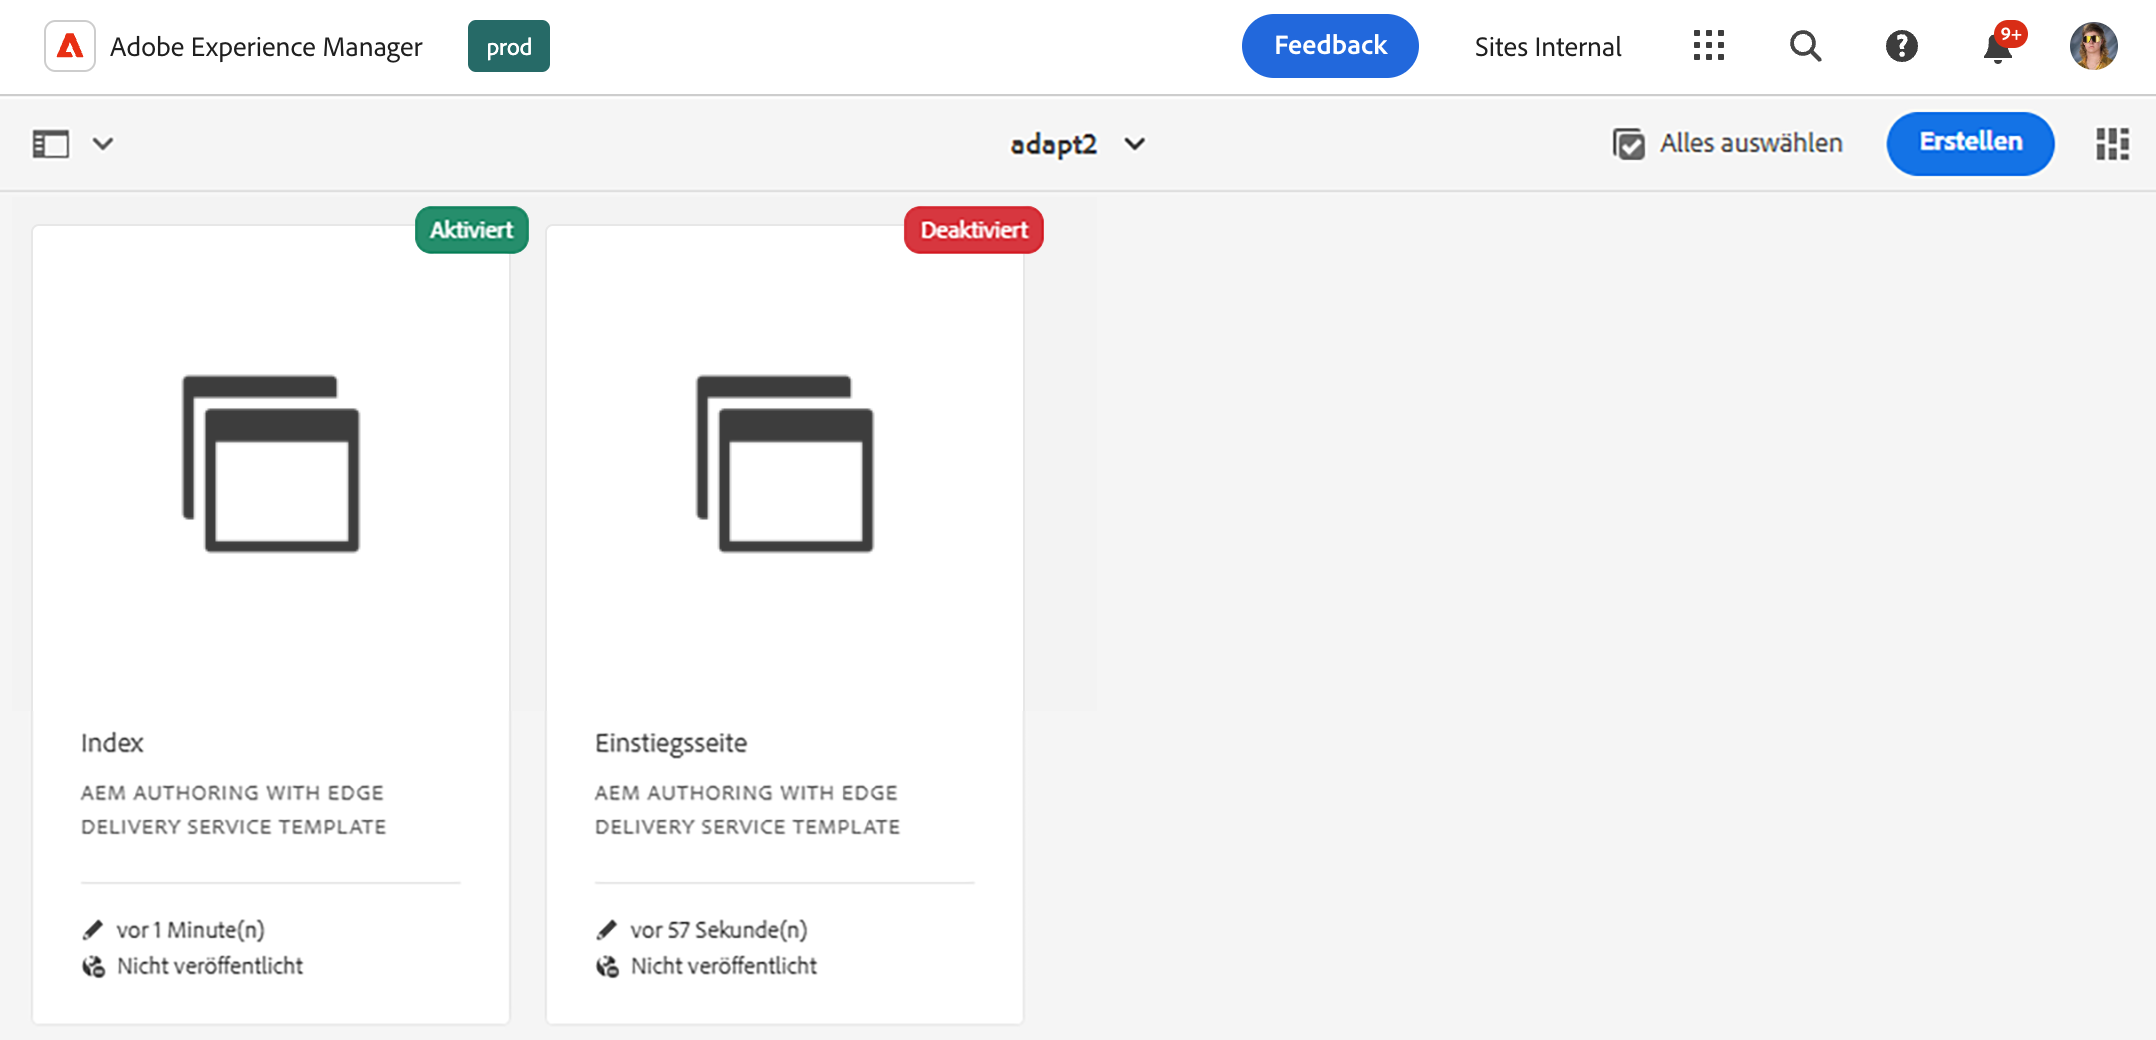 Adobe Experience Manager
prod
Feedback
Sites Internal
9+
adapt2
Alles auswählen
Erstellen
Aktiviert
Deaktiviert
Index
AEM AUTHORING WITH EDGE
DELIVERY SERVICE TEMPLATE
vor 1 Minute(n)
Nicht veröffentlicht
Einstiegsseite
AEM AUTHORING WITH EDGE
DELIVERY SERVICE TEMPLATE
vor 57 Sekunde(n)
Nicht veröffentlicht